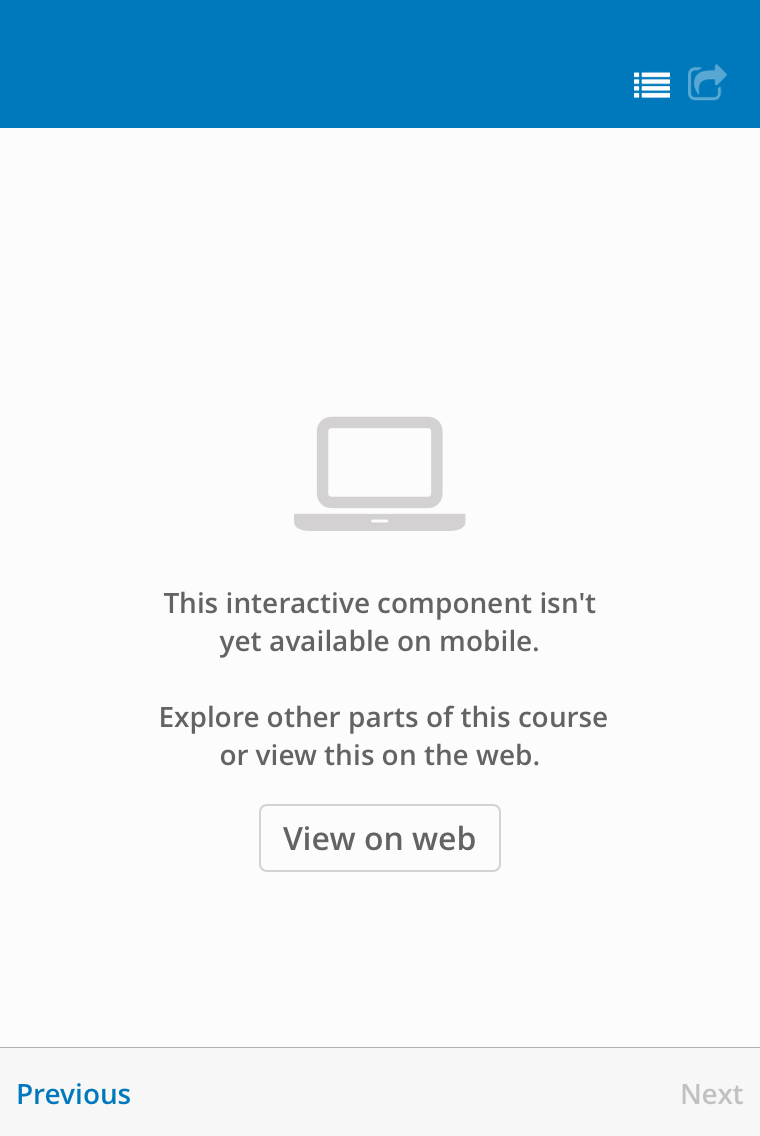 This interactive component isn't
yet available on mobile.
Explore other parts of this course
or view this on the web.
View on web
Previous
Next